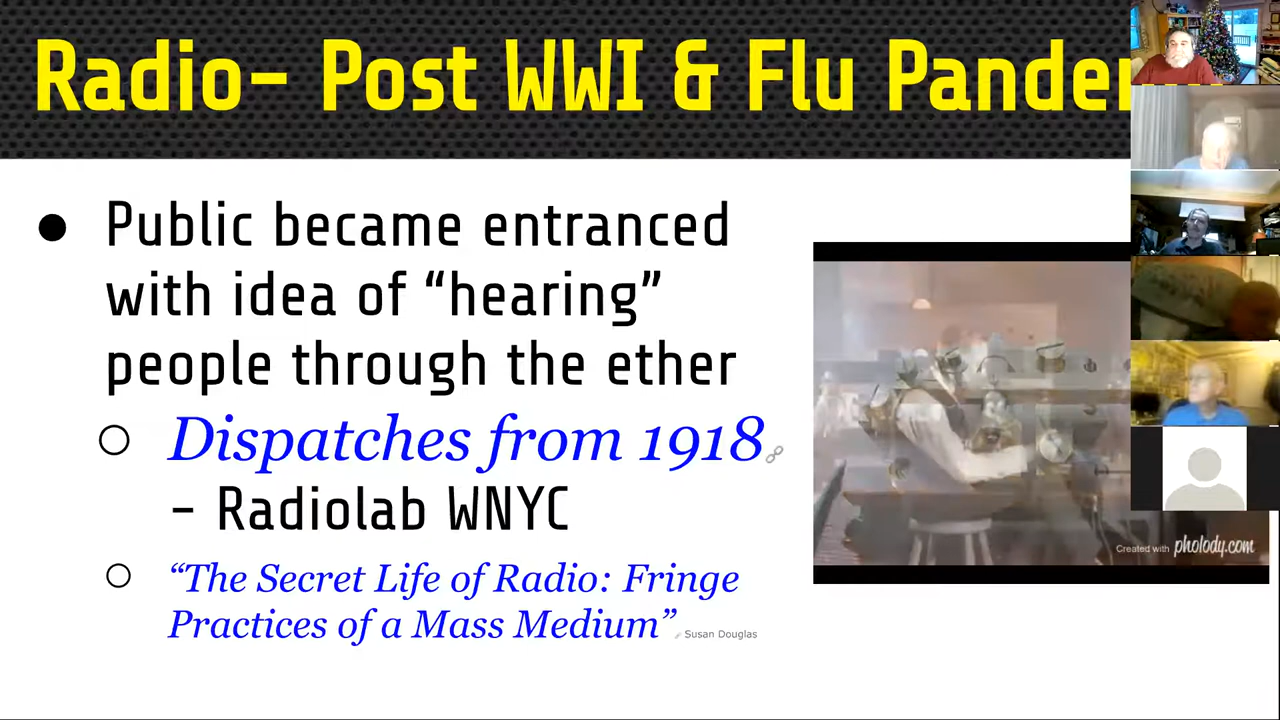 Radio– Post WWI & Flu Pander
Public became entranced
with idea of “hearing”
people through the ether
Dispatches from 1918
– Radiolab WNYC
“The Secret Life of Radio: Fringe
Practices of a Mass Medium” Susan Douglas
Created with pholody.com